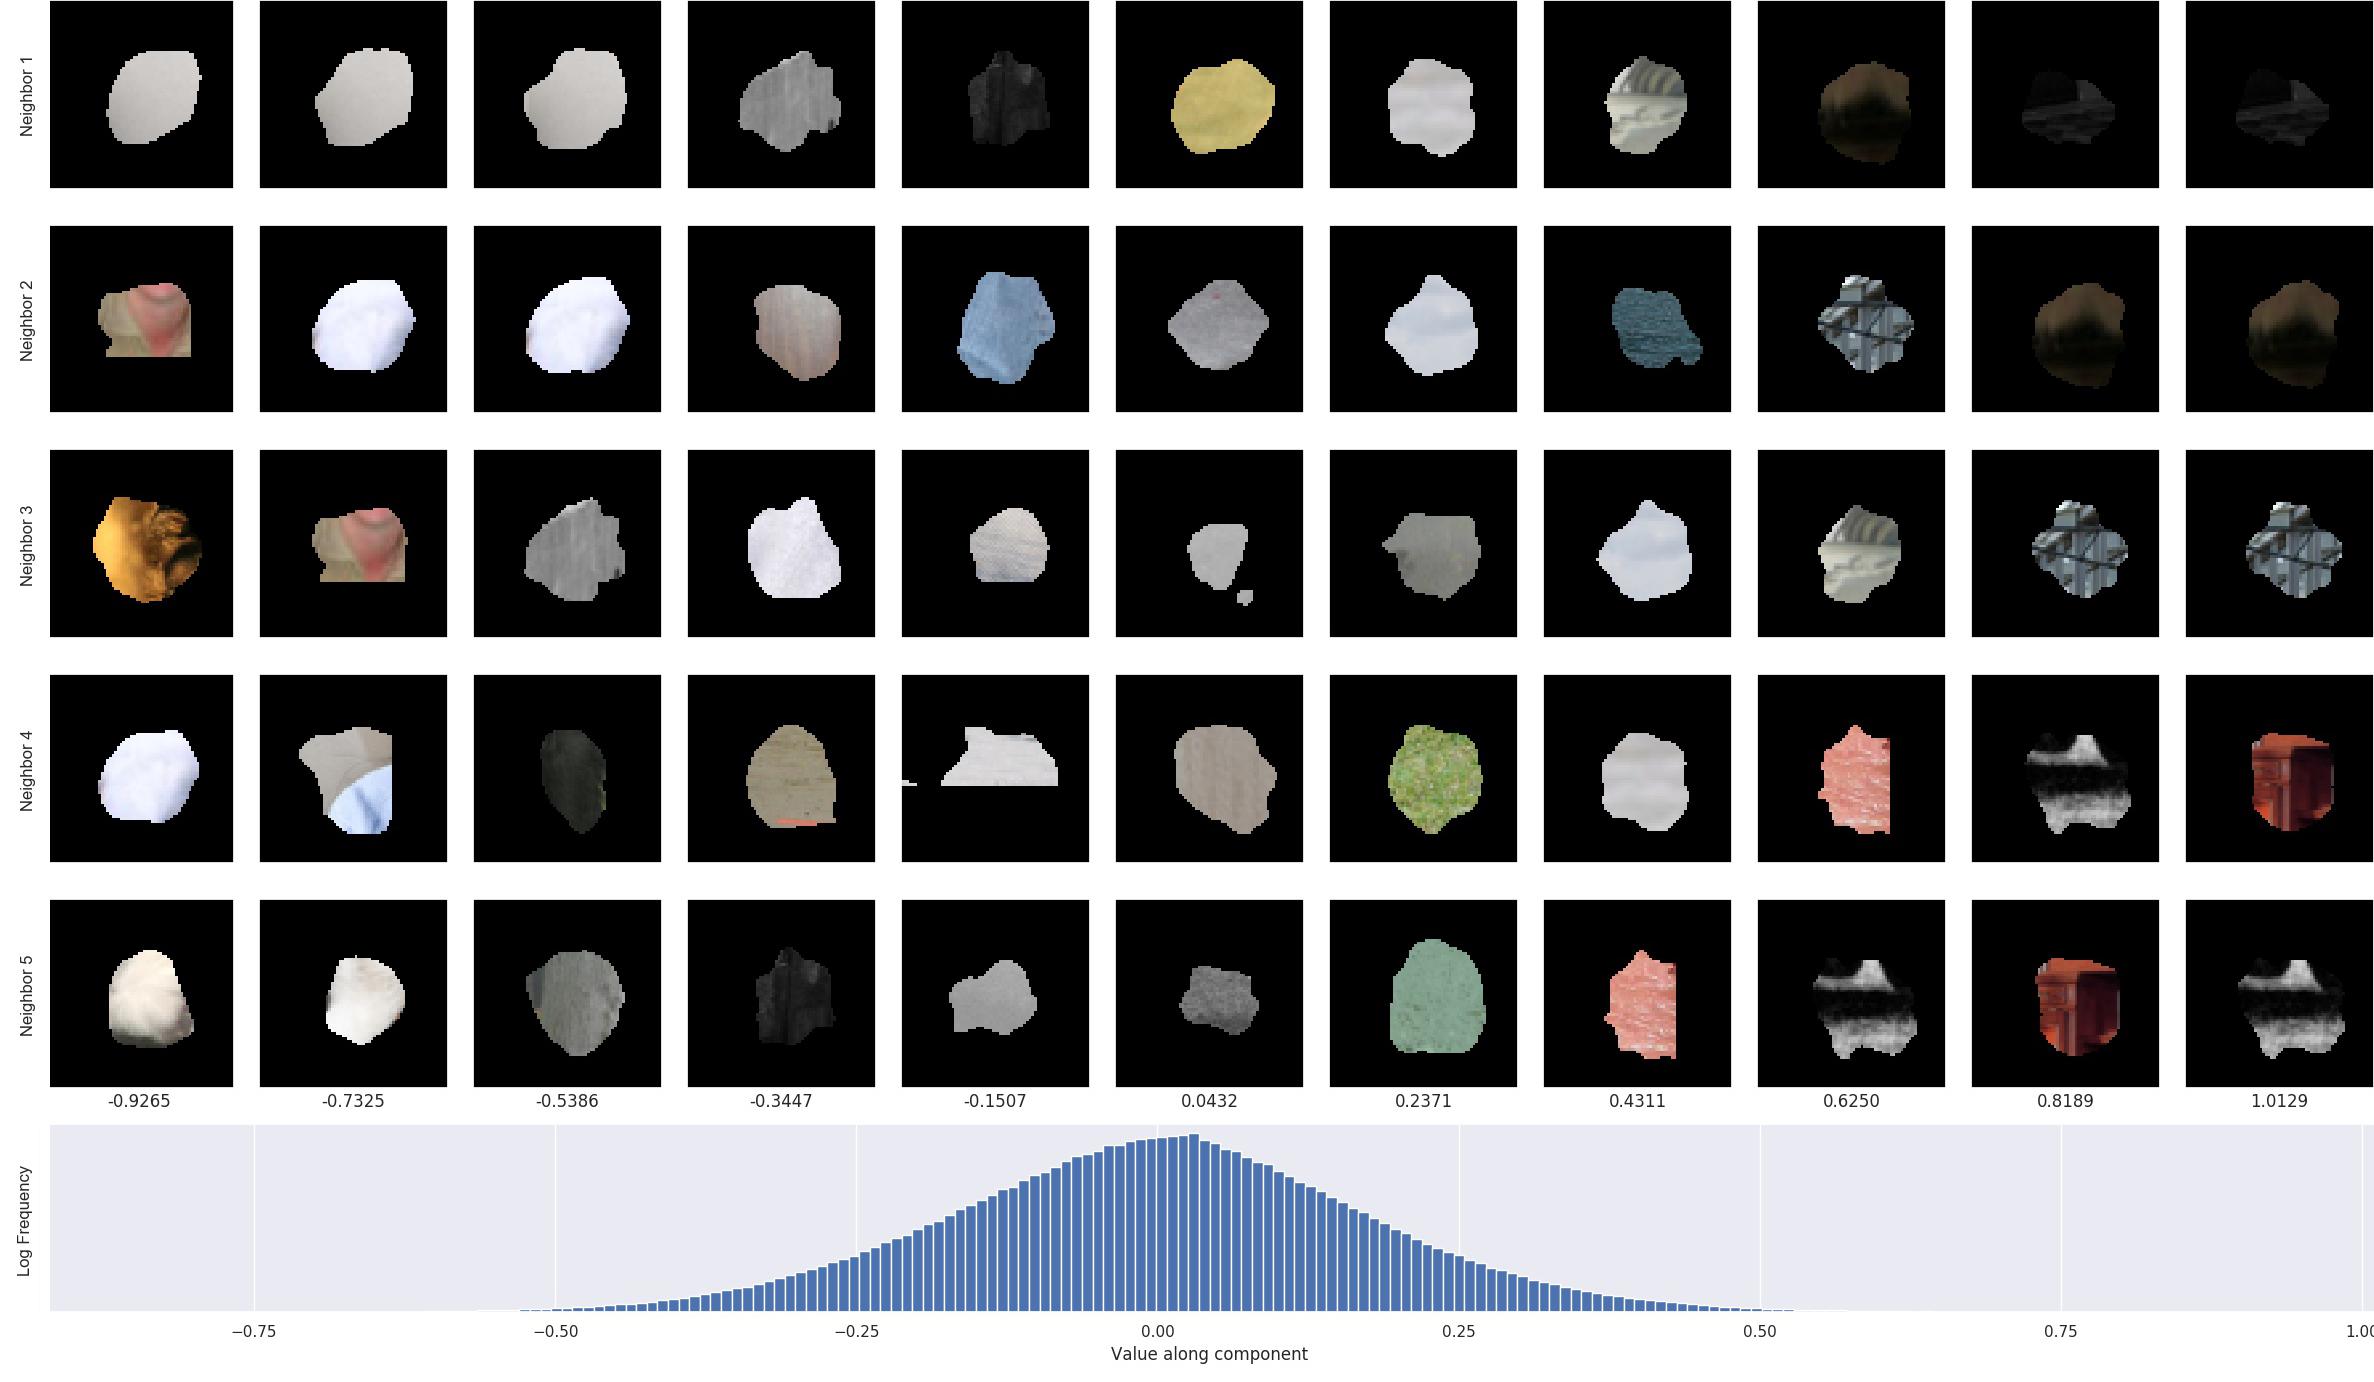 Neighbor 1
Neighbor 2
Neighbor 3
Neighbor 4
Neighbor 5
-0.9265 -0.7325 -0.5386 -0.3447 -0.1507 0.0432 0.2371 0.4311 0.6250 0.8189 1.0129
Log Frequency
−0.75 −0.50 −0.25 0.00 0.25 0.50 0.75 1.00
Value along component